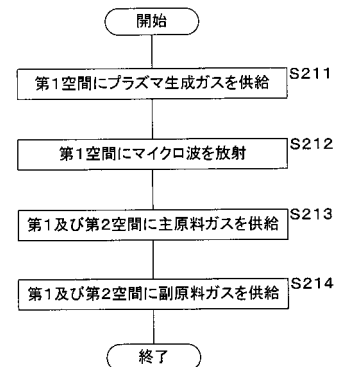 開始
第1空間にプラズマ生成ガスを供給 S211
第1空間にマイクロ波を放射 S212
第1及び第2空間に主原料ガスを供給 S213
第1及び第2空間に副原料ガスを供給 S214
終了